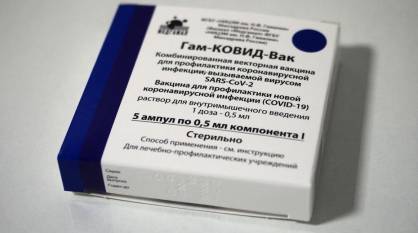 Гам-КОВИД-Вак
Комбинированная векторная вакцина
для профилактики коронавирусной
инфекции, вызываемой вирусом
SARS-CoV-2
Вакцина для профилактики новой
коронавирусной инфекции (COVID-19)
раствор для внутримышечного введения
1 доза - 0,5 мл
5 ампул по 0,5 мл компонента I
Стерильно
Способ применения - см. инструкцию
Для лечебно-профилактических учреждений
Серия: